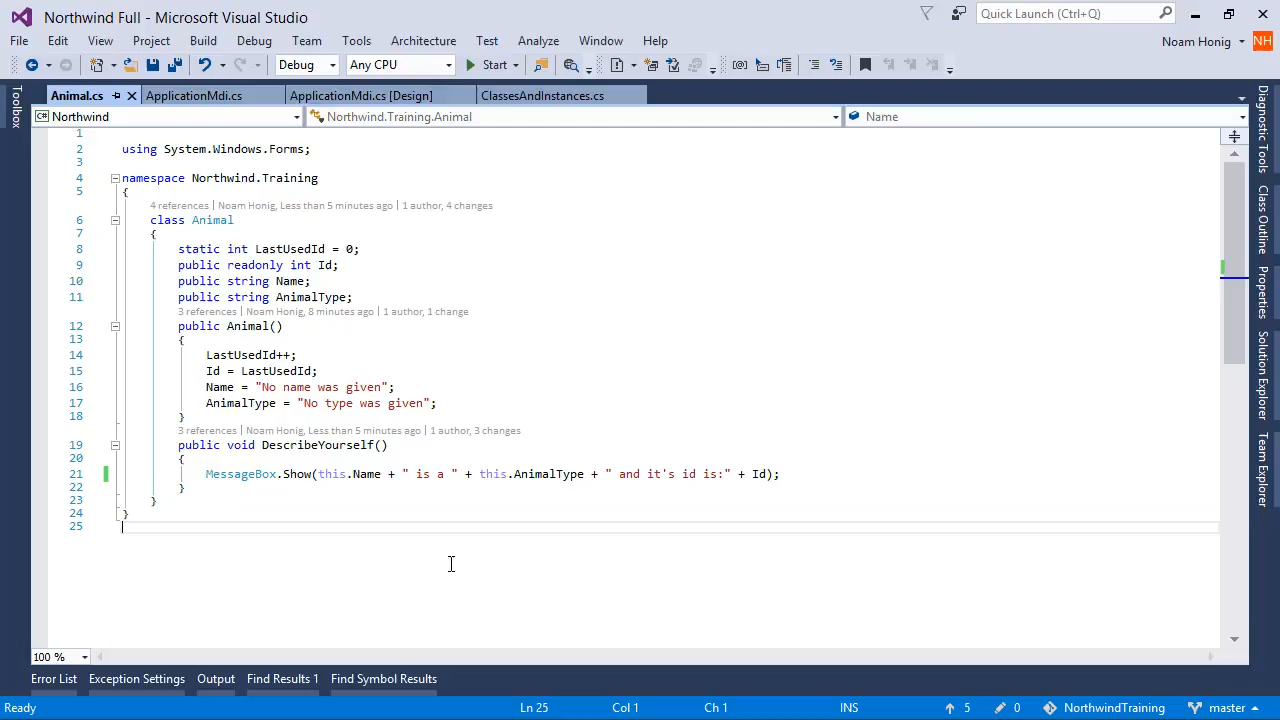 Northwind Full - Microsoft Visual Studio
Quick Launch (Ctrl+Q)
File Edit View Project Build Debug Team Tools Architecture Test Analyze Window Help
Noam Honig NH
Debug Any CPU Start
Toolbox
Animal.cs ApplicationMdi.cs ApplicationMdi.cs [Design] ClassesAndInstances.cs
C# Northwind Northwind.Training.Animal Name
1
2 using System.Windows.Forms;
3
4 namespace Northwind.Training
5 {
4 references | Noam Honig, Less than 5 minutes ago | 1 author, 4 changes
6 class Animal
7 {
8 static int LastUsedId = 0;
9 public readonly int Id;
10 public string Name;
11 public string AnimalType;
3 references | Noam Honig, 8 minutes ago | 1 author, 1 change
12 public Animal()
13 {
14 LastUsedId++;
15 Id = LastUsedId;
16 Name = "No name was given";
17 AnimalType = "No type was given";
18 }
3 references | Noam Honig, Less than 5 minutes ago | 1 author, 3 changes
19 public void DescribeYourself()
20 {
21 MessageBox.Show(this.Name + " is a " + this.AnimalType + " and it's id is:" + Id);
22 }
23 }
24 }
25
Diagnostic Tools
Class Outline
Properties
Solution Explorer
Team Explorer
100 %
Error List Exception Settings Output Find Results 1 Find Symbol Results
Ready Ln 25 Col 1 Ch 1 INS 5 0 NorthwindTraining master